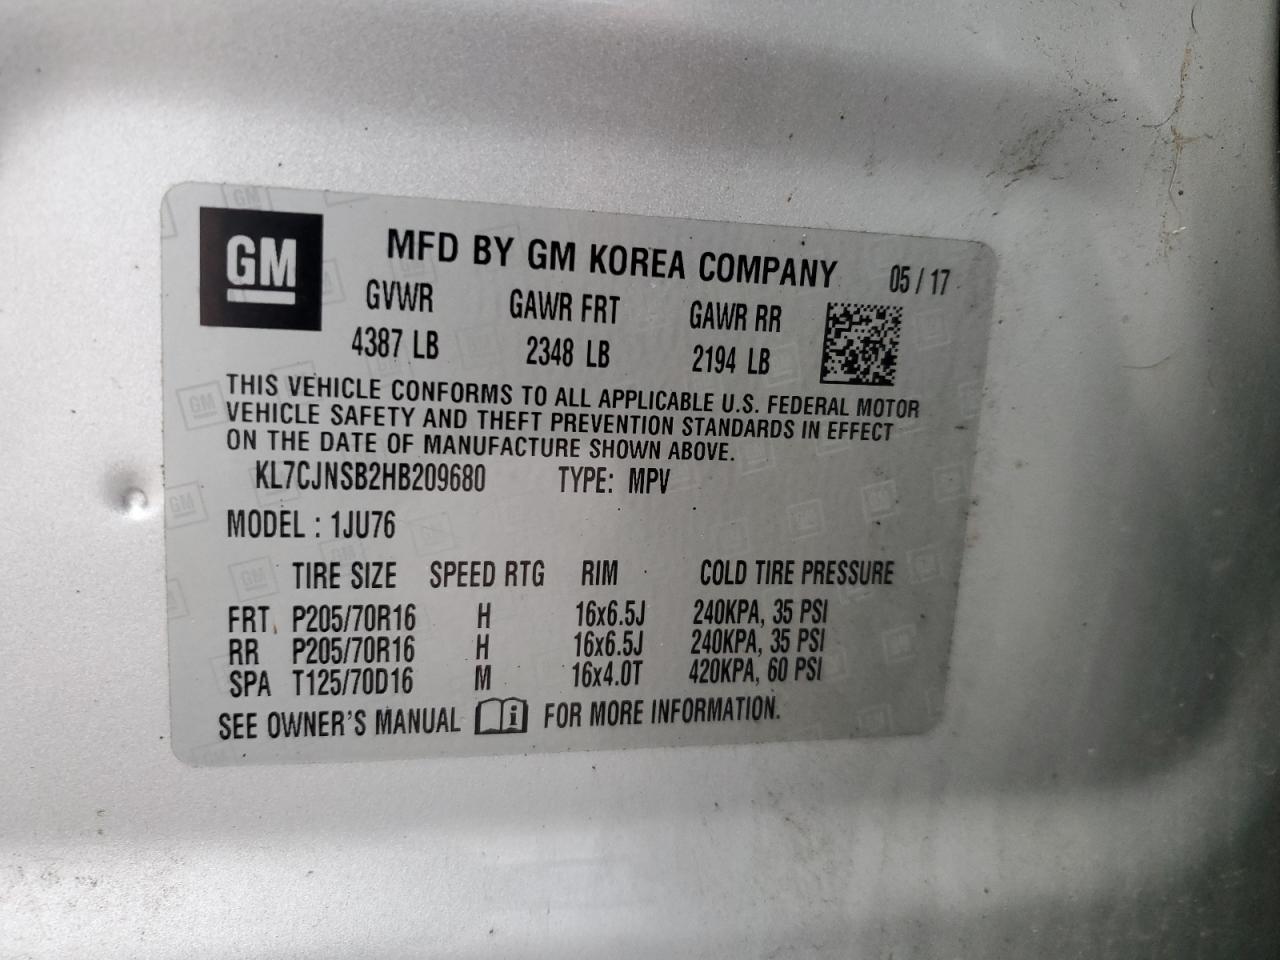 GM
MFD BY GM KOREA COMPANY 05 / 17
GVWR GAWR FRT GAWR RR
4387 LB 2348 LB 2194 LB
THIS VEHICLE CONFORMS TO ALL APPLICABLE U.S. FEDERAL MOTOR
VEHICLE SAFETY AND THEFT PREVENTION STANDARDS IN EFFECT
ON THE DATE OF MANUFACTURE SHOWN ABOVE.
KL7CJNSB2HB209680 TYPE: MPV
MODEL : 1JU76
TIRE SIZE SPEED RTG RIM COLD TIRE PRESSURE
FRT P205/70R16 H 16x6.5J 240KPA, 35 PSI
RR P205/70R16 H 16x6.5J 240KPA, 35 PSI
SPA T125/70D16 M 16x4.0T 420KPA, 60 PSI
SEE OWNER'S MANUAL i FOR MORE INFORMATION.